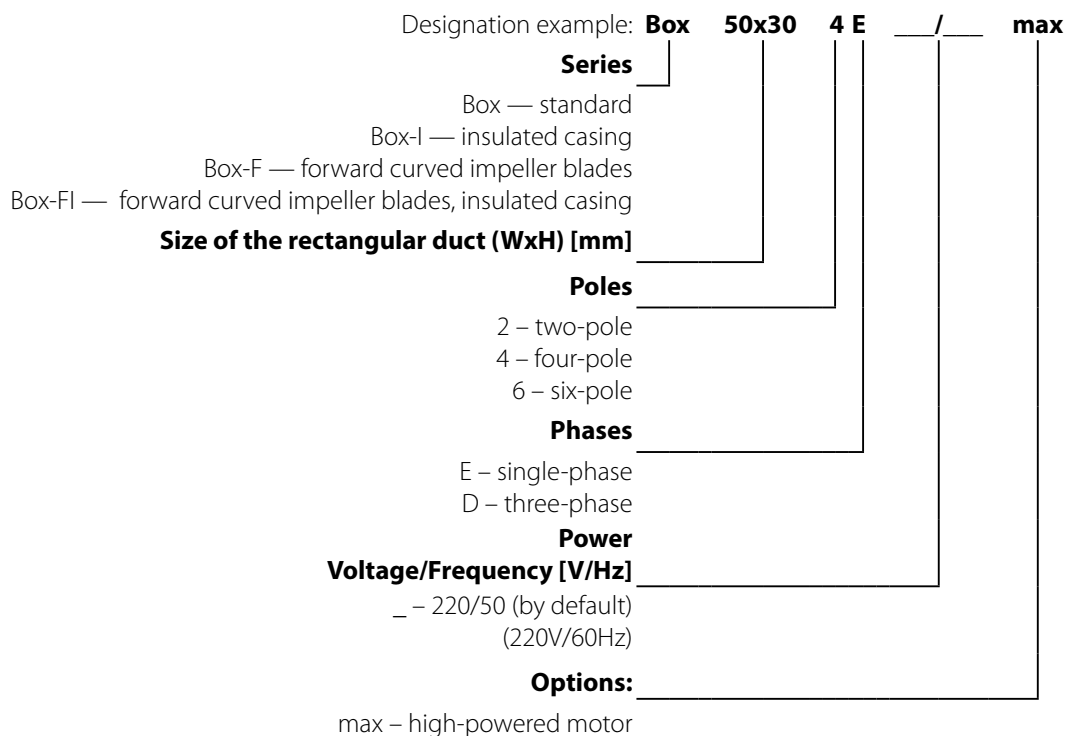 Designation example: Box 50x30 4 E ___/___ max
Series
Box — standard
Box-I — insulated casing
Box-F — forward curved impeller blades
Box-FI — forward curved impeller blades, insulated casing
Size of the rectangular duct (WxH) [mm]
Poles
2 – two-pole
4 – four-pole
6 – six-pole
Phases
E – single-phase
D – three-phase
Power
Voltage/Frequency [V/Hz]
_ – 220/50 (by default)
(220V/60Hz)
Options:
max – high-powered motor